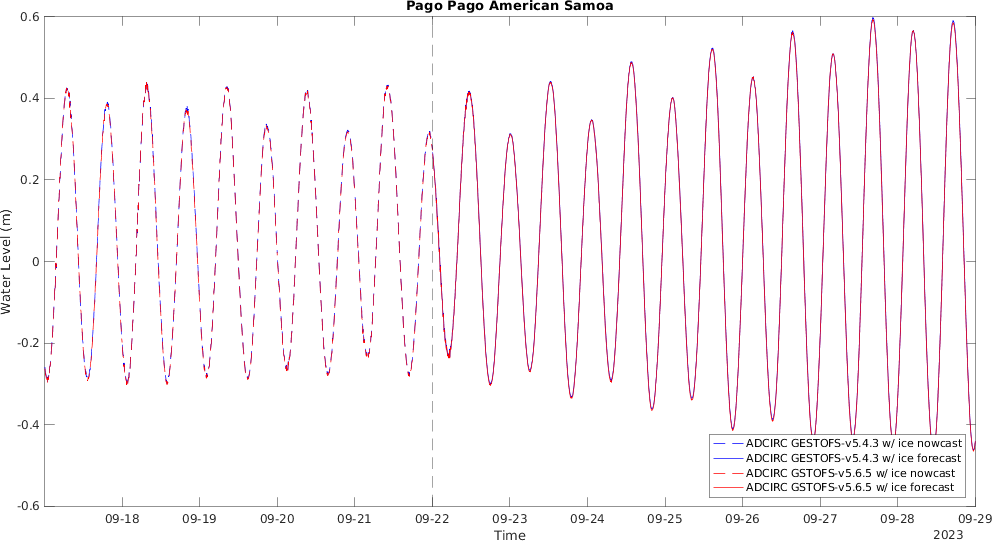 Pago Pago American Samoa
0.6
0.4
0.2
0
-0.2
-0.4
-0.6
Water Level (m)
ADCIRC GESTOFS-v5.4.3 w/ ice nowcast
ADCIRC GESTOFS-v5.4.3 w/ ice forecast
ADCIRC GSTOFS-v5.6.5 w/ ice nowcast
ADCIRC GSTOFS-v5.6.5 w/ ice forecast
09-18 09-19 09-20 09-21 09-22 09-23 09-24 09-25 09-26 09-27 09-28 09-29
Time
2023